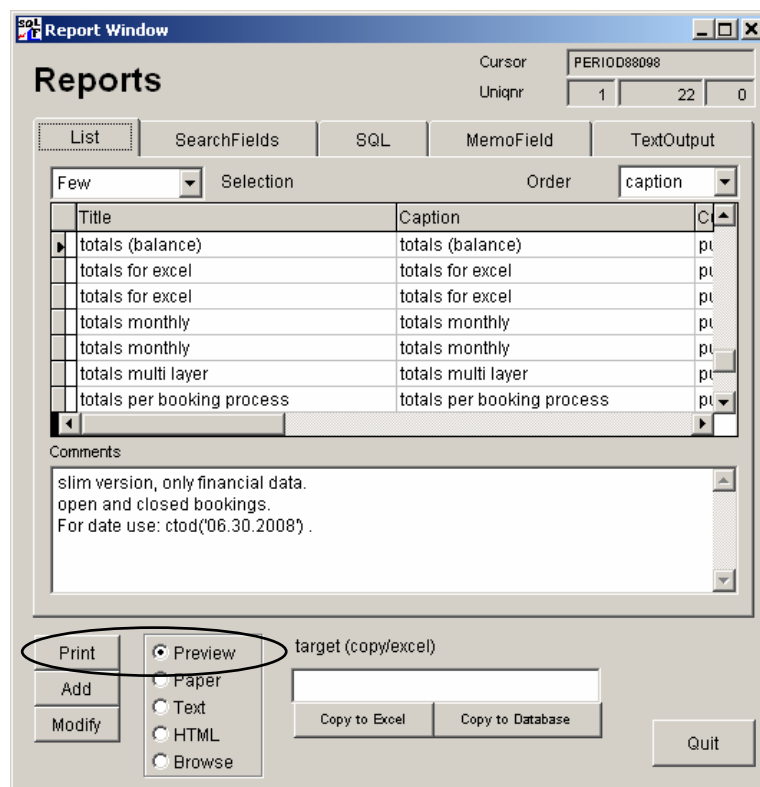 SQL Report Window
Reports
Cursor PERIOD88098
Uniqnr 1 22 0
List SearchFields SQL MemoField TextOutput
Few Selection Order caption
Title Caption
totals (balance) totals (balance)
totals for excel totals for excel
totals for excel totals for excel
totals monthly totals monthly
totals monthly totals monthly
totals multi layer totals multi layer
totals per booking process totals per booking process
Comments
slim version, only financial data.
open and closed bookings.
For date use: ctod('06.30.2008') .
Print Preview target (copy/excel)
Add Paper
Modify Text Copy to Excel Copy to Database
HTML Quit
Browse